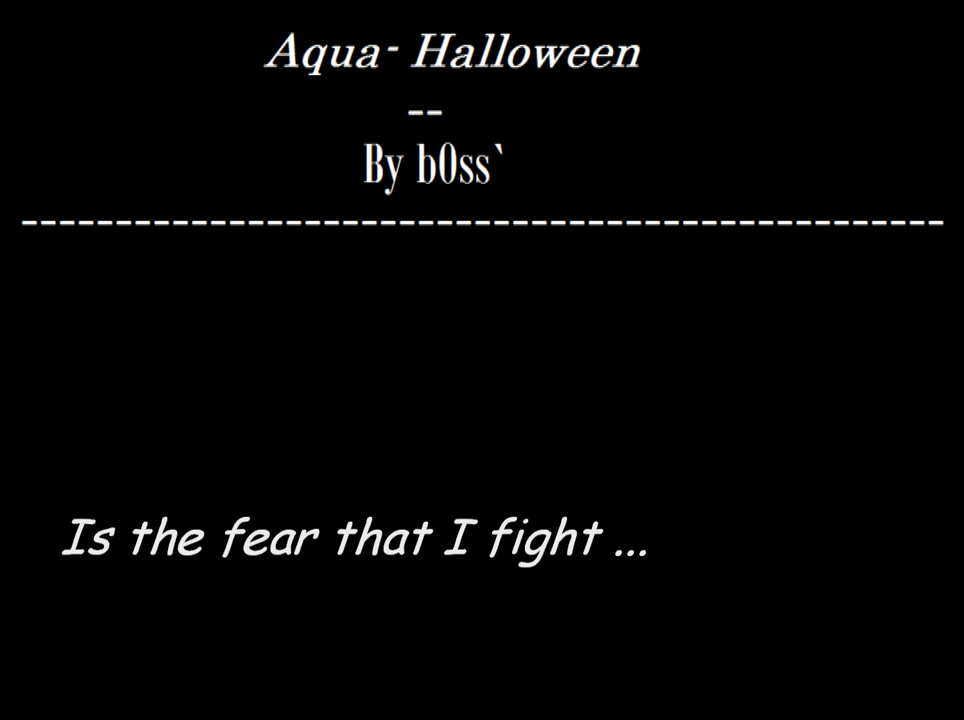 Aqua- Halloween
--
By b0ss`
-------------------------------------------------
Is the fear that I fight ...